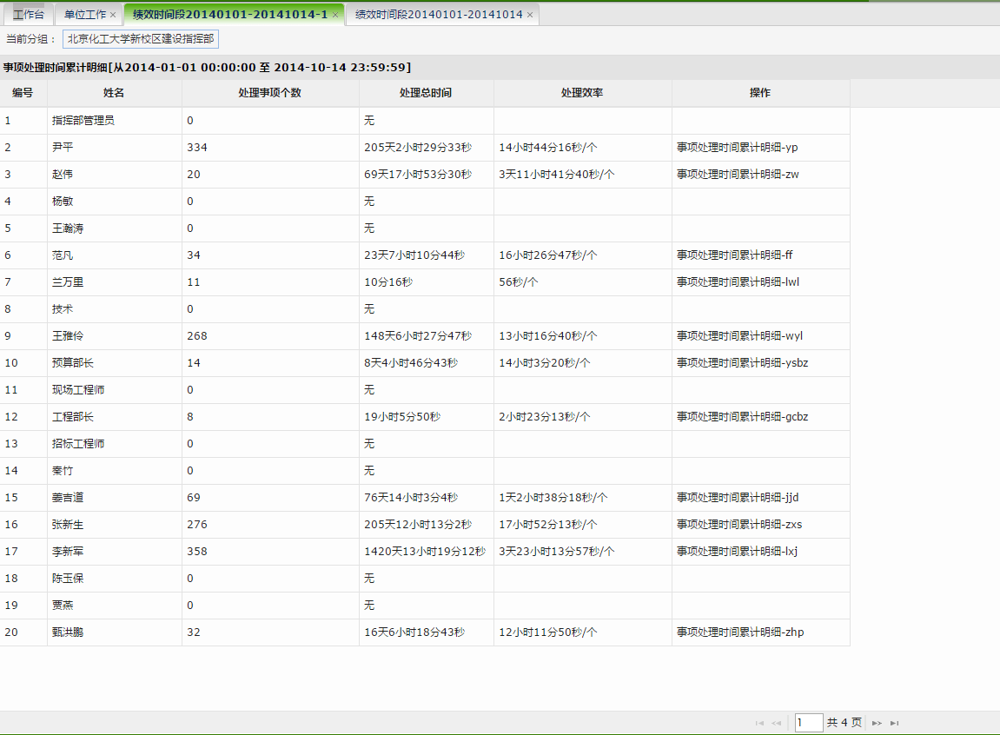 工作台 单位工作 × 绩效时间段20140101-20141014-1 × 绩效时间段20140101-20141014 ×
当前分组： 北京化工大学新校区建设指挥部
事项处理时间累计明细[从2014-01-01 00:00:00 至 2014-10-14 23:59:59]
编号 姓名 处理事项个数 处理总时间 处理效率 操作
1 指挥部管理员 0 无
2 尹平 334 205天2小时29分33秒 14小时44分16秒/个 事项处理时间累计明细-yp
3 赵伟 20 69天17小时53分30秒 3天11小时41分40秒/个 事项处理时间累计明细-zw
4 杨敏 0 无
5 王瀚涛 0 无
6 范凡 34 23天7小时10分44秒 16小时26分47秒/个 事项处理时间累计明细-ff
7 兰万里 11 10分16秒 56秒/个 事项处理时间累计明细-lwl
8 技术 0 无
9 王雅伶 268 148天6小时27分47秒 13小时16分40秒/个 事项处理时间累计明细-wyl
10 预算部长 14 8天4小时46分43秒 14小时3分20秒/个 事项处理时间累计明细-ysbz
11 现场工程师 0 无
12 工程部长 8 19小时5分50秒 2小时23分13秒/个 事项处理时间累计明细-gcbz
13 招标工程师 0 无
14 秦竹 0 无
15 姜吉道 69 76天14小时3分4秒 1天2小时38分18秒/个 事项处理时间累计明细-jjd
16 张新生 276 205天12小时13分2秒 17小时52分13秒/个 事项处理时间累计明细-zxs
17 李新军 358 1420天13小时19分12秒 3天23小时13分57秒/个 事项处理时间累计明细-lxj
18 陈玉保 0 无
19 贾燕 0 无
20 甄洪鹏 32 16天6小时18分43秒 12小时11分50秒/个 事项处理时间累计明细-zhp
1 共 4 页